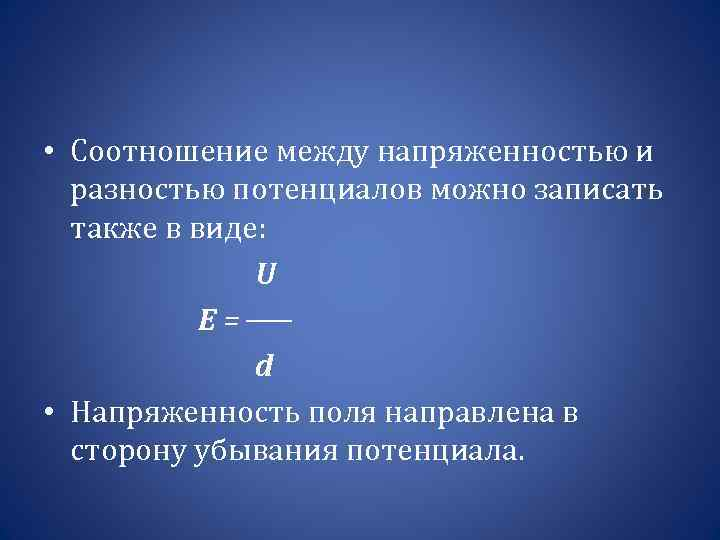 • Соотношение между напряженностью и
разностью потенциалов можно записать
также в виде:
U
E = ――
d
• Напряженность поля направлена в
сторону убывания потенциала.